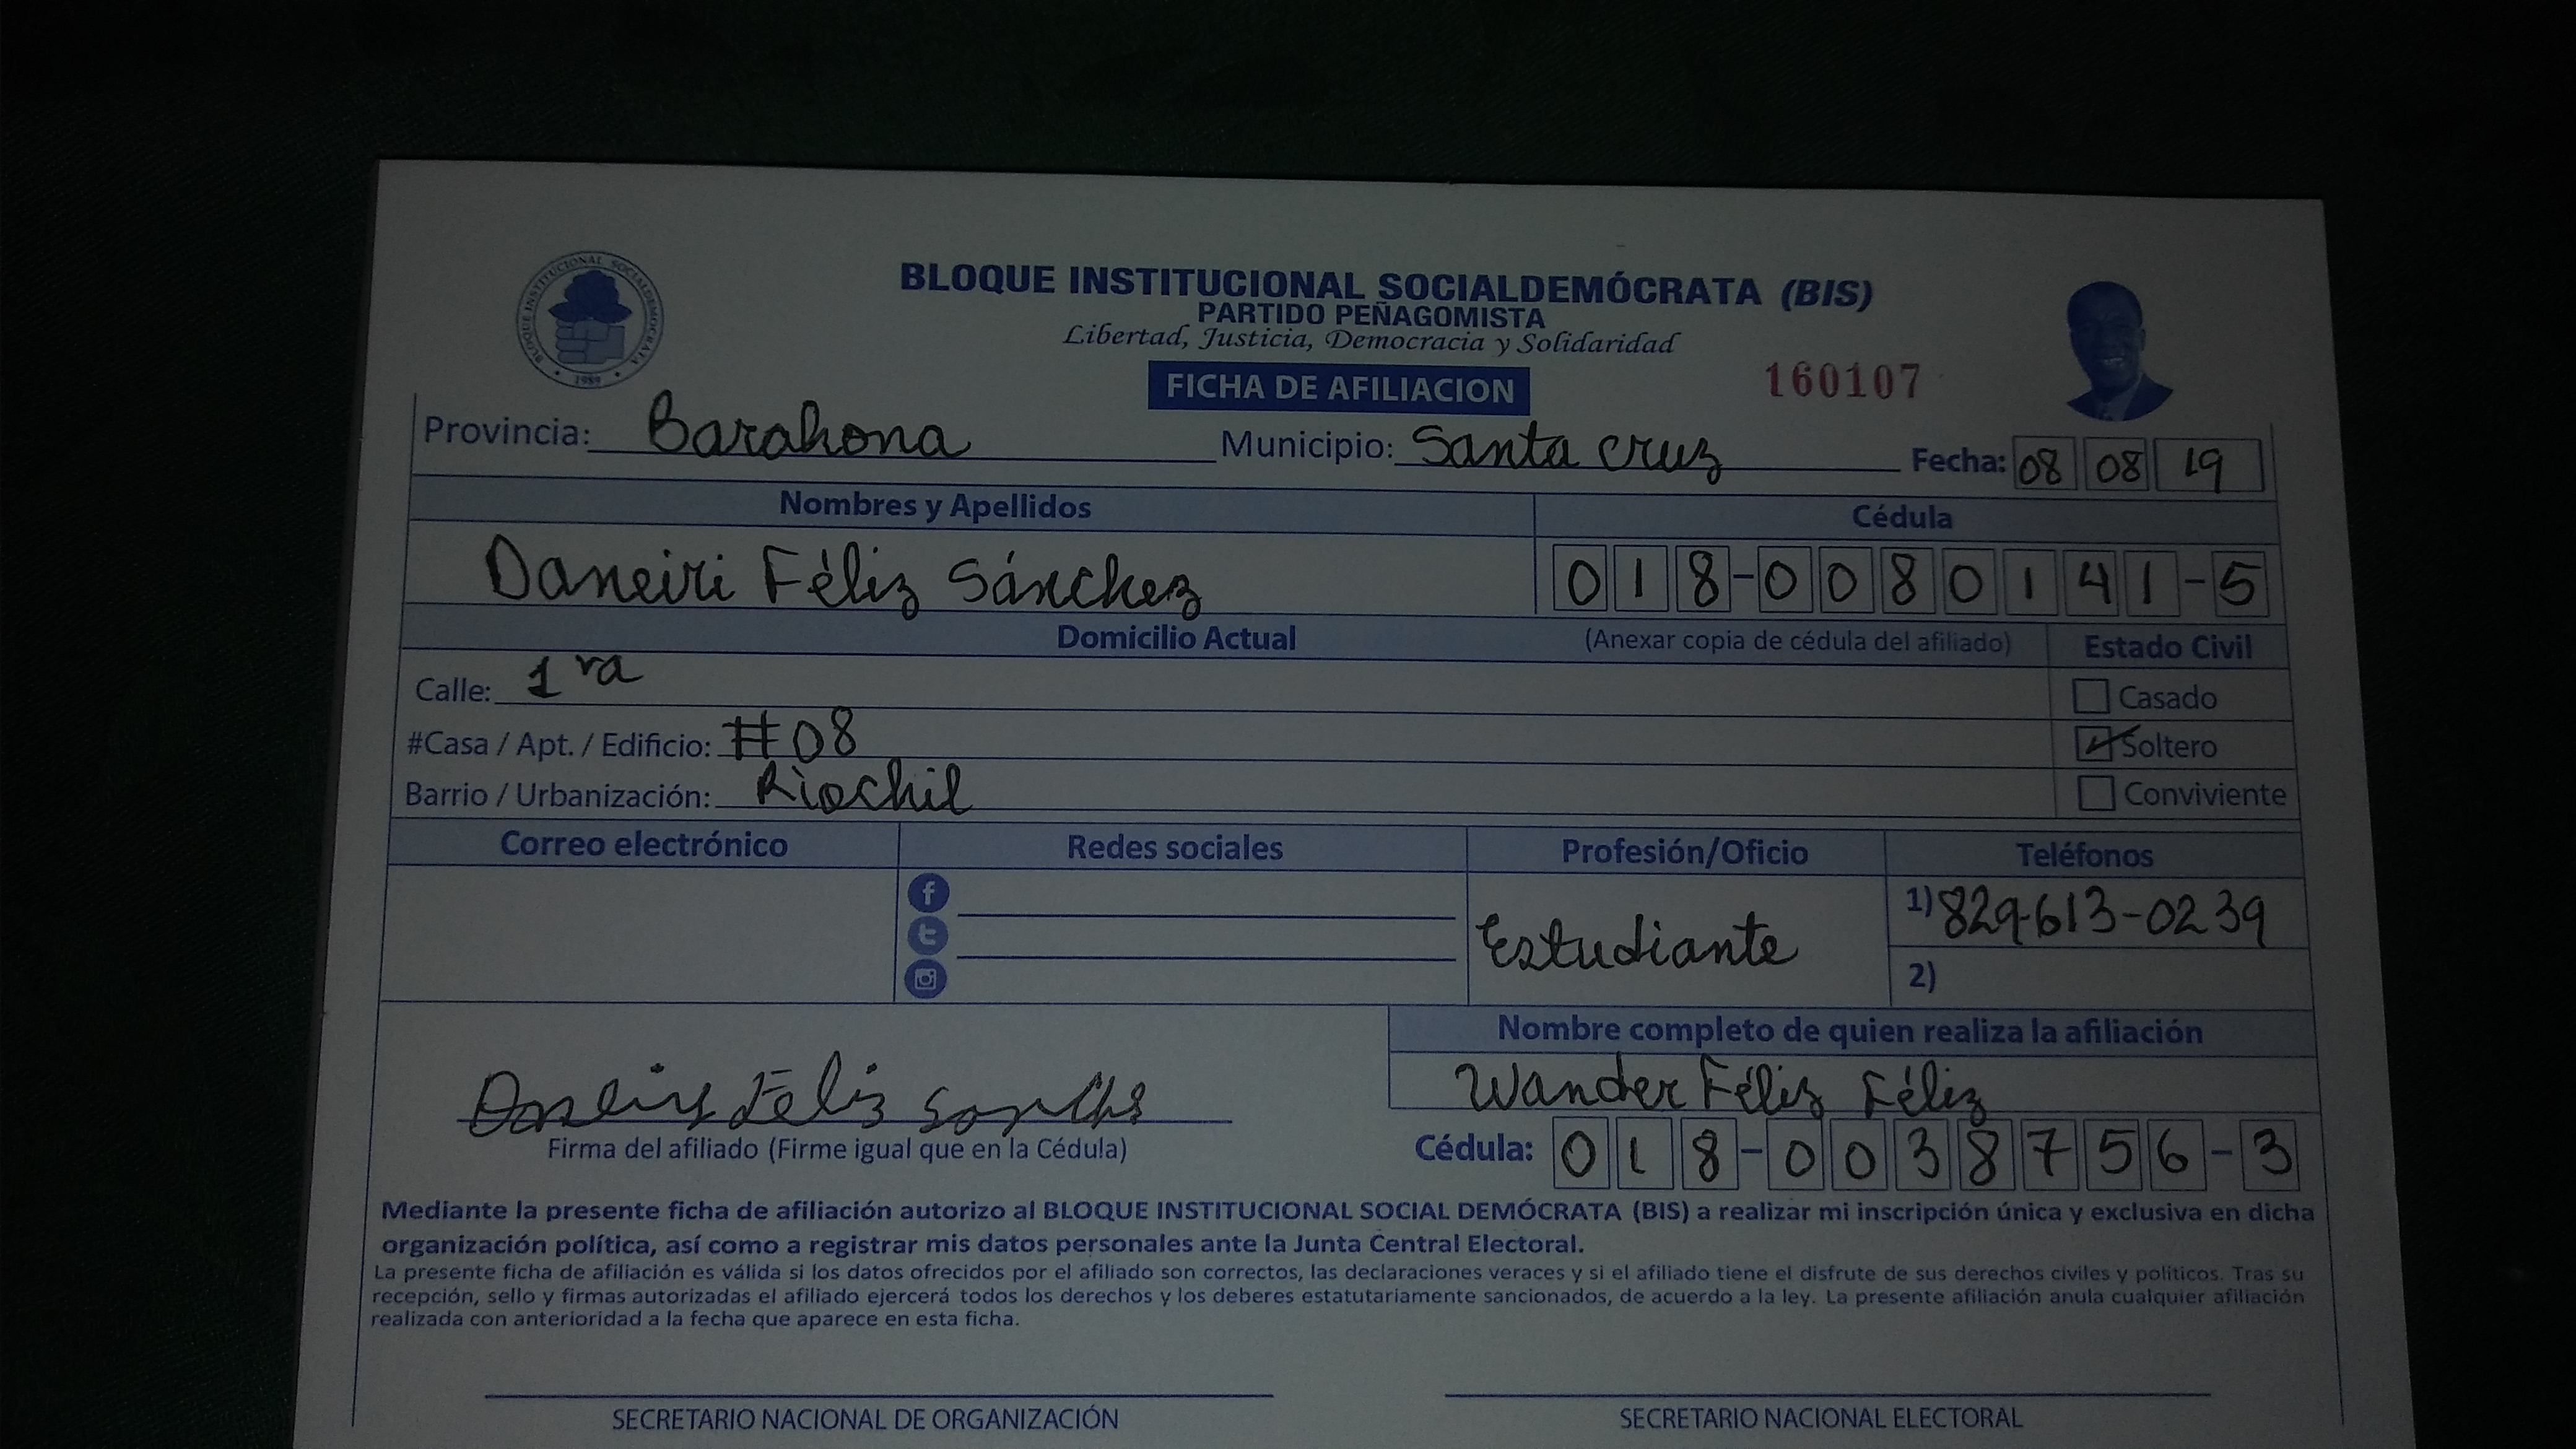 BLOQUE INSTITUCIONAL SOCIALDEMOCRATA
1989
BLOQUE INSTITUCIONAL SOCIALDEMÓCRATA (BIS)
PARTIDO PEÑAGOMISTA
Libertad, Justicia, Democracia y Solidaridad
FICHA DE AFILIACION
160107
Provincia: Barahona Municipio: Santa cruz Fecha: 08 08 19
Nombres y Apellidos Cédula
Daneiri Féliz Sánchez 018-0080141-5
Domicilio Actual (Anexar copia de cédula del afiliado) Estado Civil
Calle: 1ra Casado
#Casa / Apt. / Edificio: #08 Soltero
Barrio / Urbanización: Riochil Conviviente
Correo electrónico Redes sociales Profesión/Oficio Teléfonos
Estudiante
1) 829-613-0239
2)
Nombre completo de quien realiza la afiliación
Wander Féliz Féliz
Firma del afiliado (Firme igual que en la Cédula) Cédula: 018-0038756-3
Mediante la presente ficha de afiliación autorizo al BLOQUE INSTITUCIONAL SOCIAL DEMÓCRATA (BIS) a realizar mi inscripción única y exclusiva en dicha
organización política, así como a registrar mis datos personales ante la Junta Central Electoral.
La presente ficha de afiliación es válida si los datos ofrecidos por el afiliado son correctos, las declaraciones veraces y si el afiliado tiene el disfrute de sus derechos civiles y políticos. Tras su
recepción, sello y firmas autorizadas el afiliado ejercerá todos los derechos y los deberes estatutariamente sancionados, de acuerdo a la ley. La presente afiliación anula cualquier afiliación
realizada con anterioridad a la fecha que aparece en esta ficha.
SECRETARIO NACIONAL DE ORGANIZACIÓN SECRETARIO NACIONAL ELECTORAL